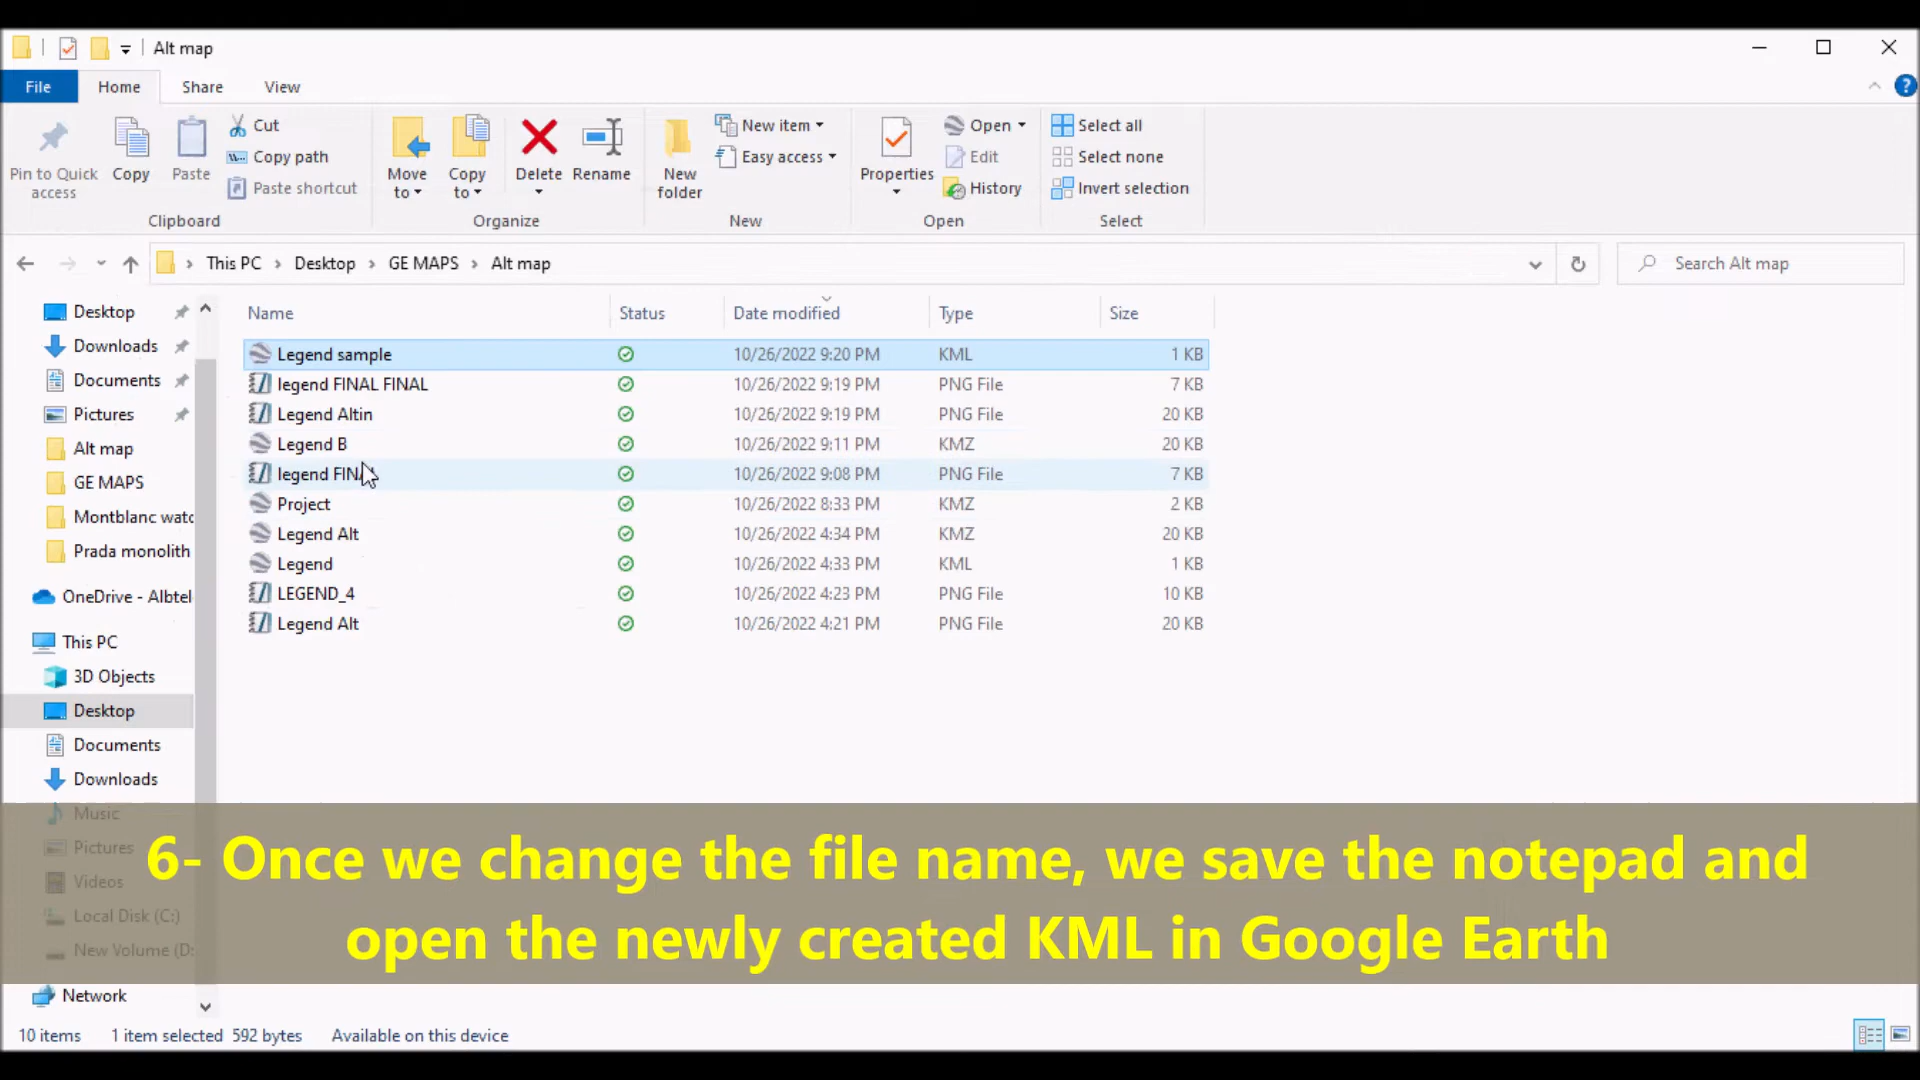 Alt map
File Home Share View
Pin to Quick access
Copy
Paste
Cut
Copy path
Paste shortcut
Clipboard
Move to
Copy to
Delete
Rename
Organize
New folder
New item
Easy access
New
Properties
Open
Edit
History
Open
Select all
Select none
Invert selection
Select
This PC > Desktop > GE MAPS > Alt map
Search Alt map
Desktop
Downloads
Documents
Pictures
Alt map
GE MAPS
Montblanc watc
Prada monolith
OneDrive - Albtel
This PC
3D Objects
Desktop
Documents
Downloads
Music
Pictures
Videos
Local Disk (C:)
New Volume (D:
Network
Name Status Date modified Type Size
Legend sample 10/26/2022 9:20 PM KML 1 KB
legend FINAL FINAL 10/26/2022 9:19 PM PNG File 7 KB
Legend Altin 10/26/2022 9:19 PM PNG File 20 KB
Legend B 10/26/2022 9:11 PM KMZ 20 KB
legend FINAL 10/26/2022 9:08 PM PNG File 7 KB
Project 10/26/2022 8:33 PM KMZ 2 KB
Legend Alt 10/26/2022 4:34 PM KMZ 20 KB
Legend 10/26/2022 4:33 PM KML 1 KB
LEGEND_4 10/26/2022 4:23 PM PNG File 10 KB
Legend Alt 10/26/2022 4:21 PM PNG File 20 KB
6- Once we change the file name, we save the notepad and
open the newly created KML in Google Earth
10 items 1 item selected 592 bytes Available on this device